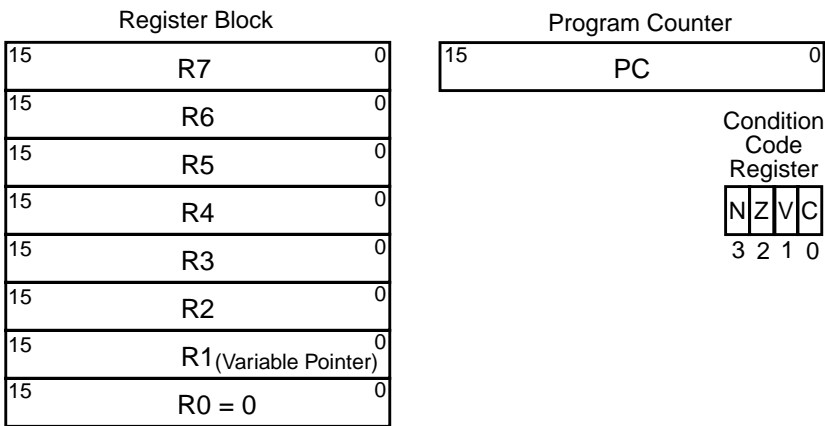 Register Block
15 R7 0
15 R6 0
15 R5 0
15 R4 0
15 R3 0
15 R2 0
15 R1(Variable Pointer) 0
15 R0 = 0 0
Program Counter
15 PC 0
Condition
Code
Register
N Z V C
3 2 1 0